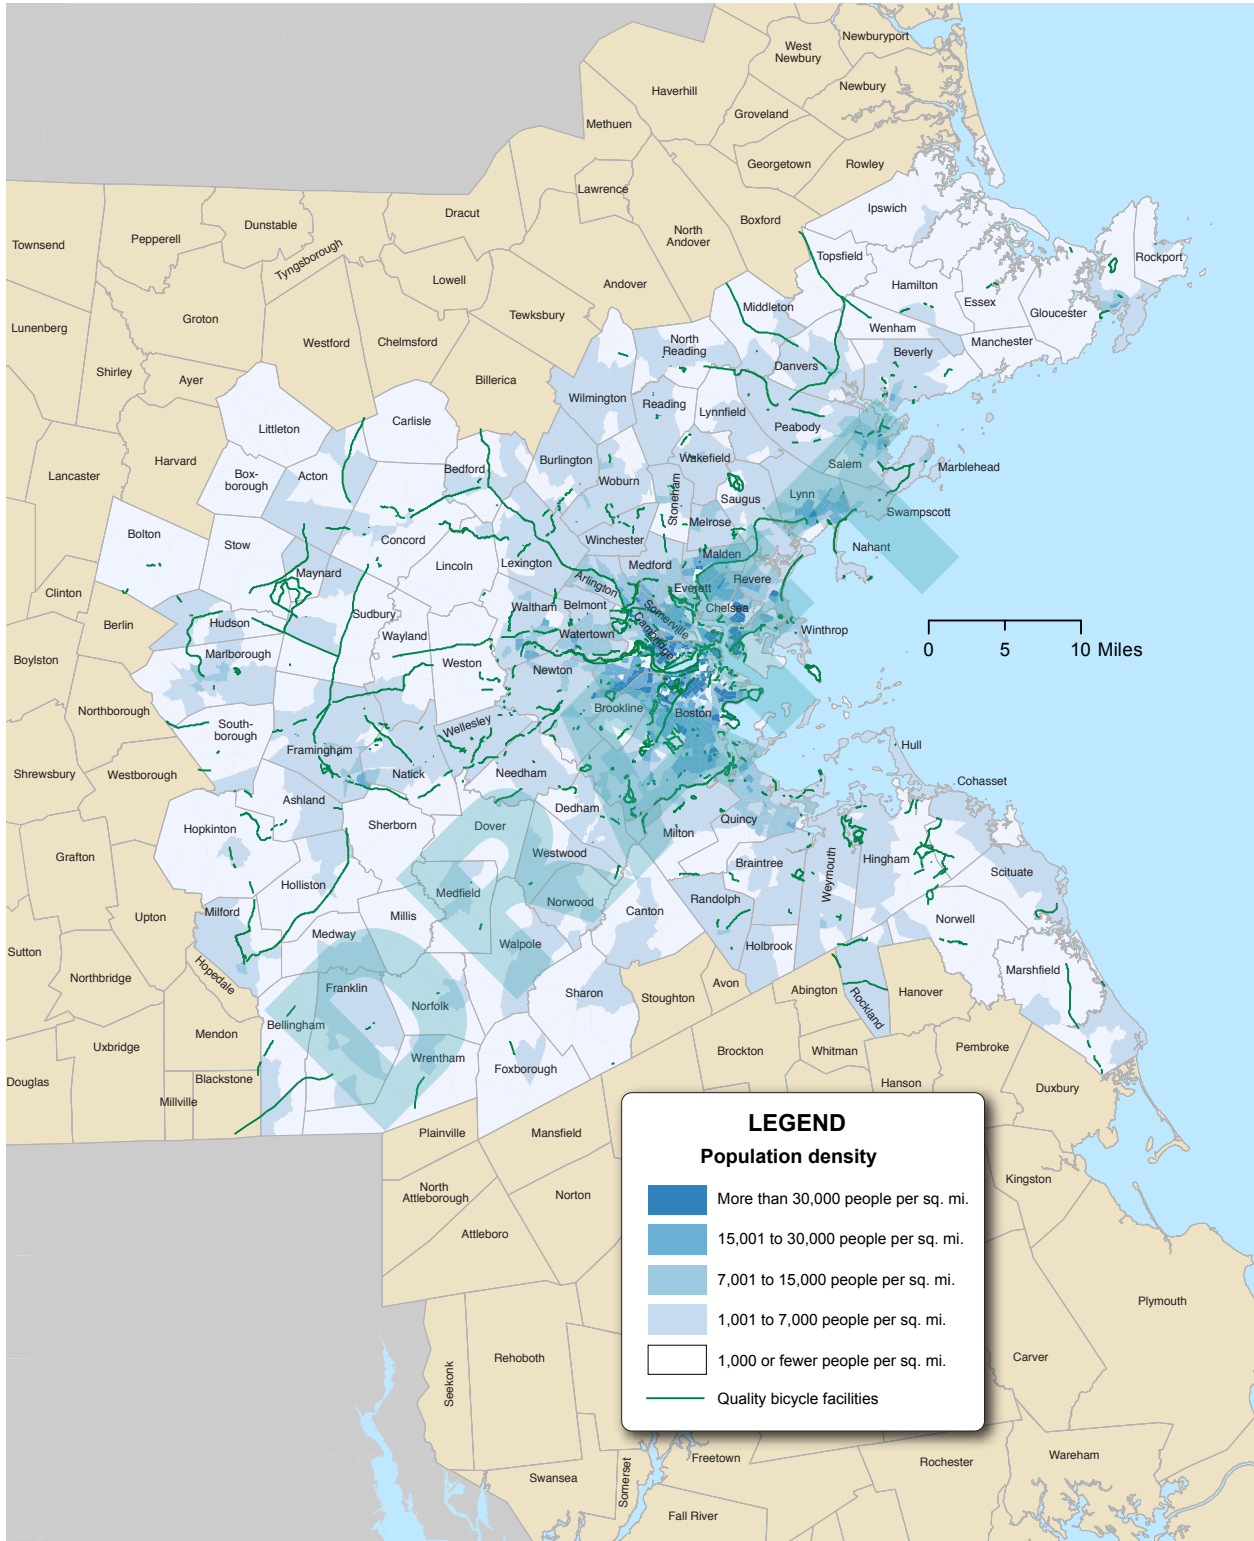 Newburyport
West
Newbury
Newbury
Haverhill
Groveland
Methuen
Georgetown
Rowley
Lawrence
Ipswich
Dracut
Boxford
Dunstable
North
Andover
Pepperell
Townsend
Tyngsborough
Topsfield
Rockport
Lowell
Andover
Hamilton
Essex
Middleton
Gloucester
Tewksbury
Groton
Wenham
Lunenberg
Westford
Chelmsford
North
Reading
Manchester
Beverly
Danvers
Shirley
Ayer
Billerica
Wilmington
Reading
Lynnfield
Carlisle
Peabody
Littleton
Harvard
Burlington
Wakefield
Salem
Marblehead
Lancaster
Box-
borough
Acton
Bedford
Woburn
Stoneham
Saugus
Lynn
Swampscott
Melrose
Bolton
Stow
Concord
Winchester
Nahant
Malden
Lexington
Medford
Lincoln
Maynard
Arlington
Revere
Everett
Clinton
Sudbury
Waltham
Belmont
Somerville
Chelsea
Berlin
Hudson
Wayland
Watertown
Cambridge
Winthrop
0 5 10 Miles
Boylston
Marlborough
Weston
Newton
Northborough
Brookline
Boston
South-
borough
Wellesley
Framingham
Hull
Shrewsbury
Westborough
Natick
Needham
Cohasset
Ashland
Dedham
Hopkinton
Sherborn
Dover
Milton
Quincy
Grafton
Westwood
Braintree
Weymouth
Hingham
Scituate
Holliston
Medfield
Norwood
Randolph
Upton
Milford
Millis
Canton
Norwell
Medway
Walpole
Holbrook
Sutton
Northbridge
Hopedale
Marshfield
Franklin
Norfolk
Sharon
Stoughton
Avon
Abington
Rockland
Hanover
Bellingham
Mendon
Uxbridge
Wrentham
Foxborough
Brockton
Whitman
Pembroke
Douglas
Blackstone
Millville
Hanson
Duxbury
Plainville
Mansfield
North
Attleborough
Norton
Kingston
Attleboro
Plymouth
Rehoboth
Seekonk
Carver
Swansea
Somerset
Freetown
Rochester
Wareham
Fall River
LEGEND
Population density
More than 30,000 people per sq. mi.
15,001 to 30,000 people per sq. mi.
7,001 to 15,000 people per sq. mi.
1,001 to 7,000 people per sq. mi.
1,000 or fewer people per sq. mi.
Quality bicycle facilities
DRAFT